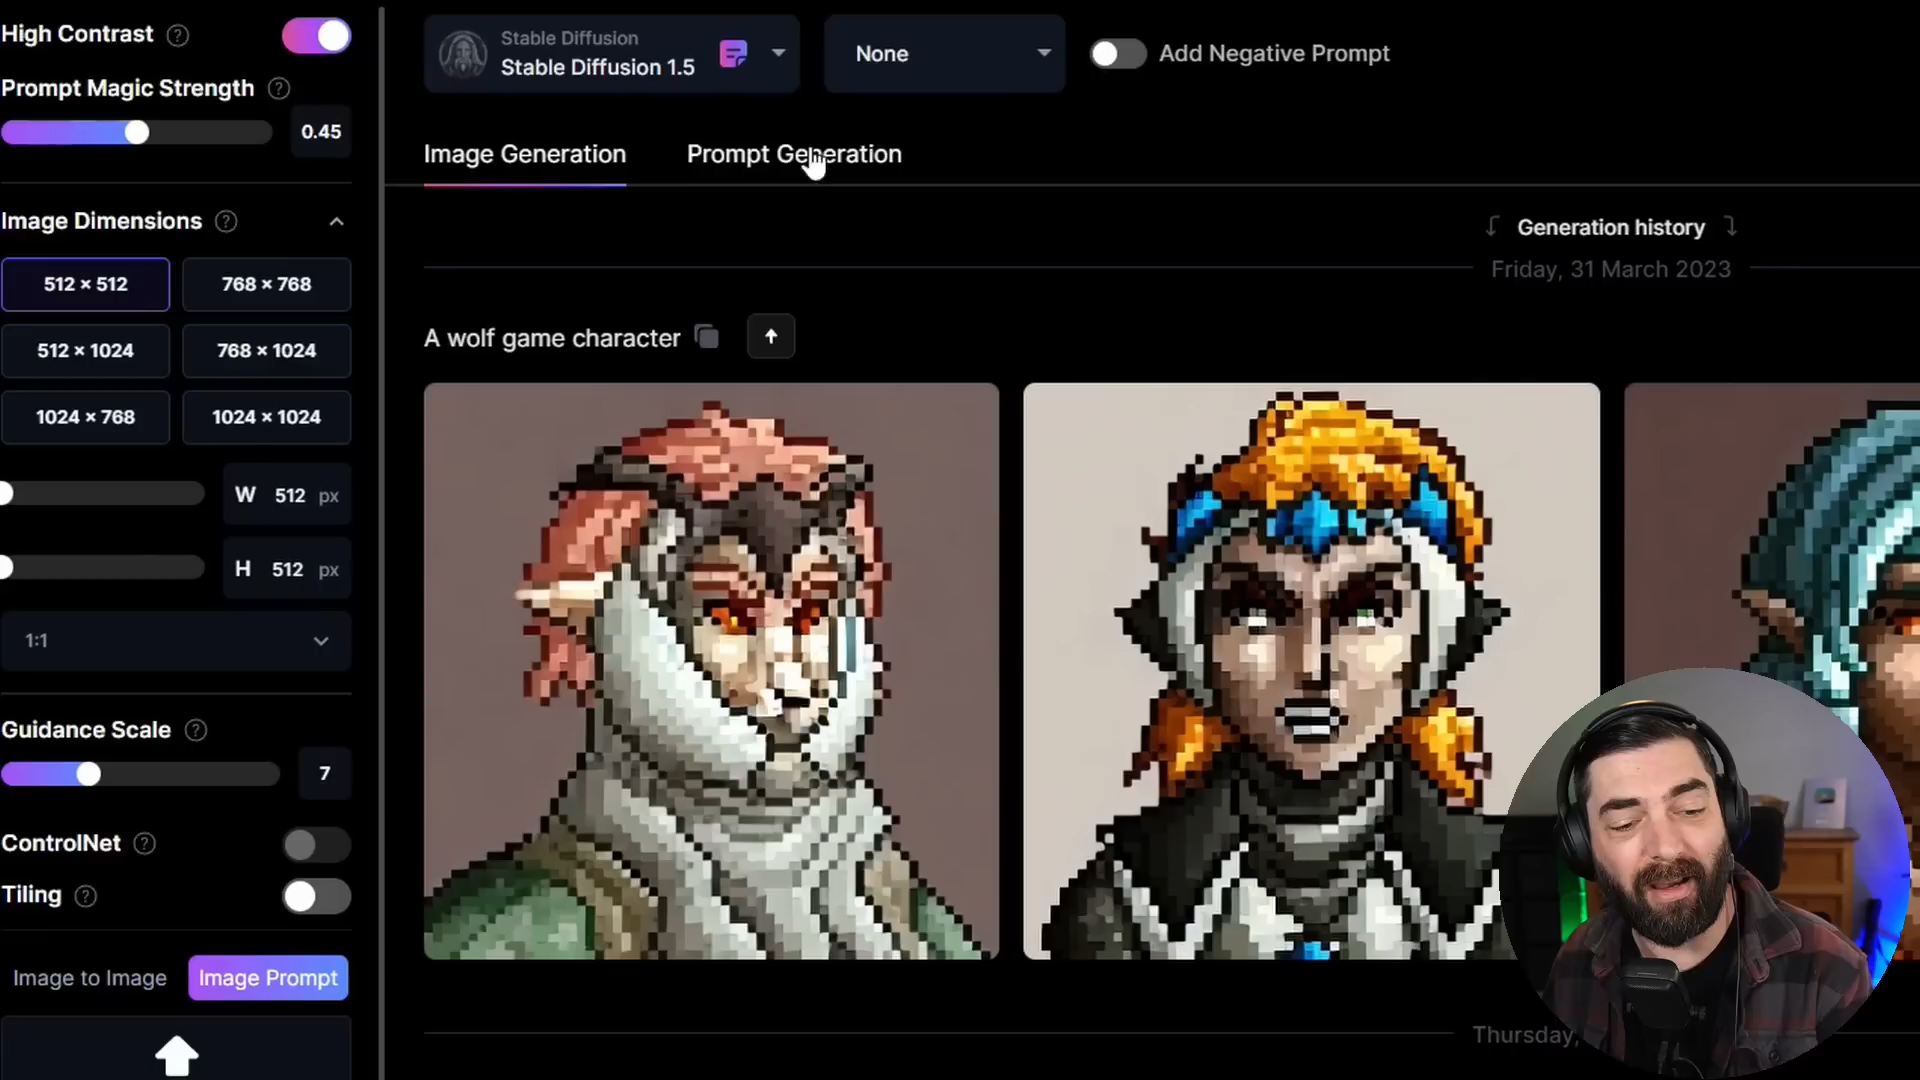 High Contrast
Prompt Magic Strength
0.45
Image Dimensions
512 × 512
768 × 768
512 × 1024
768 × 1024
1024 × 768
1024 × 1024
W 512 px
H 512 px
1:1
Guidance Scale
7
ControlNet
Tiling
Image to Image
Image Prompt
Stable Diffusion
Stable Diffusion 1.5
None
Add Negative Prompt
Image Generation
Prompt Generation
Generation history
Friday, 31 March 2023
A wolf game character
Thursday,